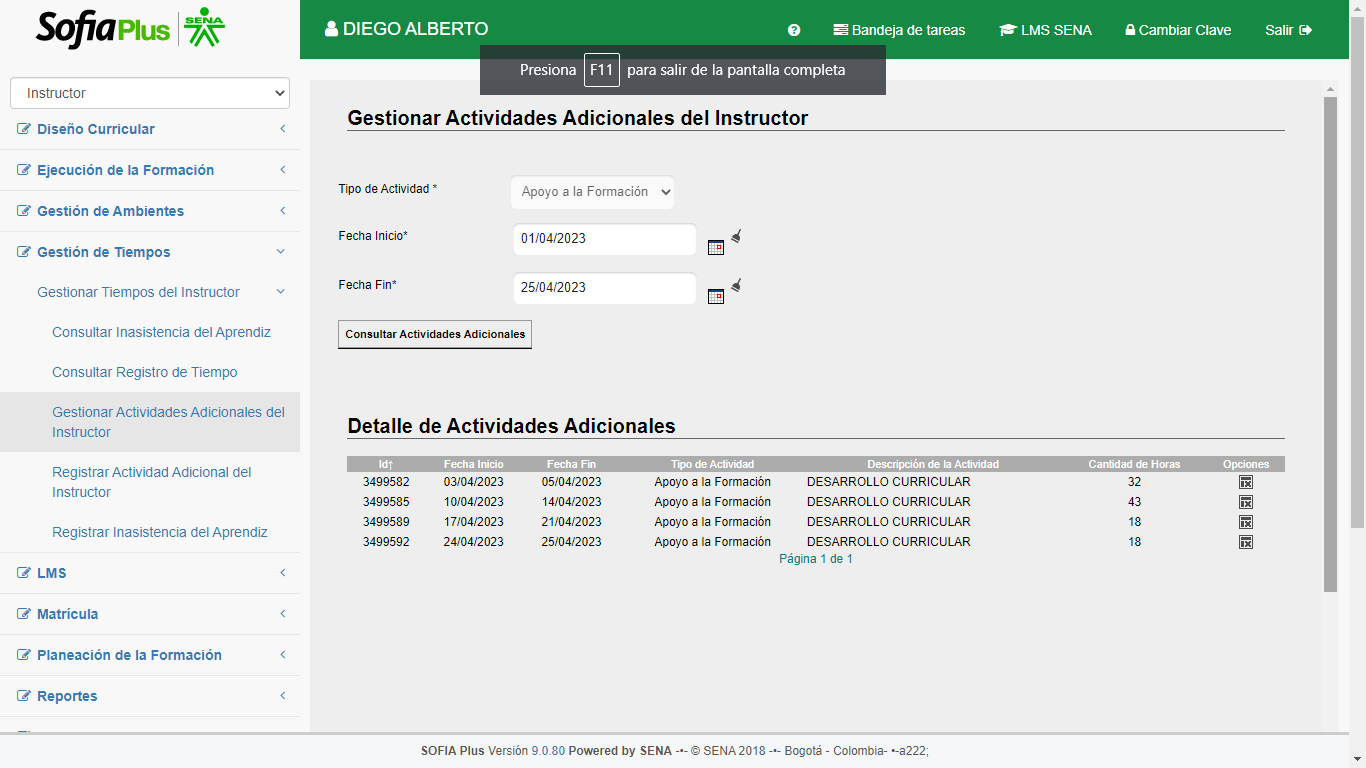 SofiaPlus SENA
DIEGO ALBERTO
Bandeja de tareas
LMS SENA
Cambiar Clave
Salir
Presiona F11 para salir de la pantalla completa
Instructor
Diseño Curricular
Ejecución de la Formación
Gestión de Ambientes
Gestión de Tiempos
Gestionar Tiempos del Instructor
Consultar Inasistencia del Aprendiz
Consultar Registro de Tiempo
Gestionar Actividades Adicionales del
Instructor
Registrar Actividad Adicional del
Instructor
Registrar Inasistencia del Aprendiz
LMS
Matrícula
Planeación de la Formación
Reportes
Gestionar Actividades Adicionales del Instructor
Tipo de Actividad * Apoyo a la Formación
Fecha Inicio* 01/04/2023
Fecha Fin* 25/04/2023
Consultar Actividades Adicionales
Detalle de Actividades Adicionales
Id↑ Fecha Inicio Fecha Fin Tipo de Actividad Descripción de la Actividad Cantidad de Horas Opciones
3499582 03/04/2023 05/04/2023 Apoyo a la Formación DESARROLLO CURRICULAR 32
3499585 10/04/2023 14/04/2023 Apoyo a la Formación DESARROLLO CURRICULAR 43
3499589 17/04/2023 21/04/2023 Apoyo a la Formación DESARROLLO CURRICULAR 18
3499592 24/04/2023 25/04/2023 Apoyo a la Formación DESARROLLO CURRICULAR 18
Página 1 de 1
SOFIA Plus Versión 9.0.80 Powered by SENA -•- © SENA 2018 -•- Bogotá - Colombia- •-a222;